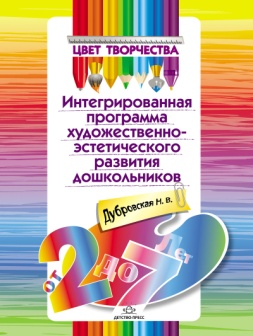 ЦВЕТ ТВОРЧЕСТВА
Интегрированная
программа
художественно-
эстетического
развития
дошкольников
Дубровская Н. В.
от 2 до 7 лет
ДЕТСТВО-ПРЕСС